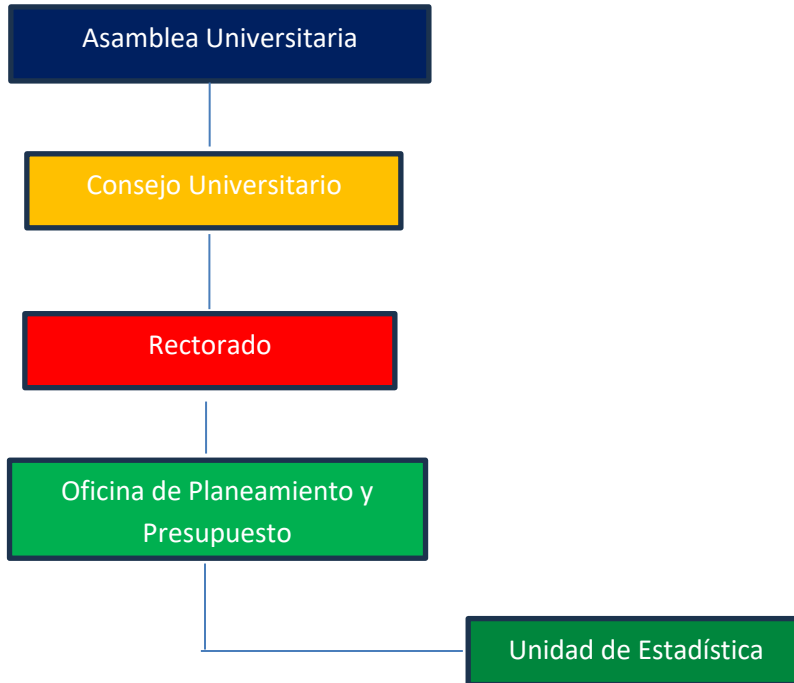 Asamblea Universitaria
Consejo Universitario
Rectorado
Oficina de Planeamiento y
Presupuesto
Unidad de Estadística